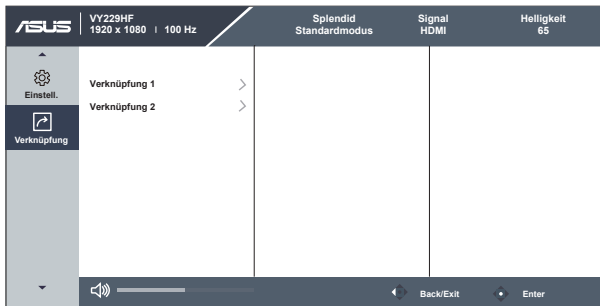 ASUS
VY229HF
1920 x 1080 | 100 Hz
Splendid
Standardmodus
Signal
HDMI
Helligkeit
65
Einstell.
Verknüpfung
Verknüpfung 1
Verknüpfung 2
Back/Exit
Enter